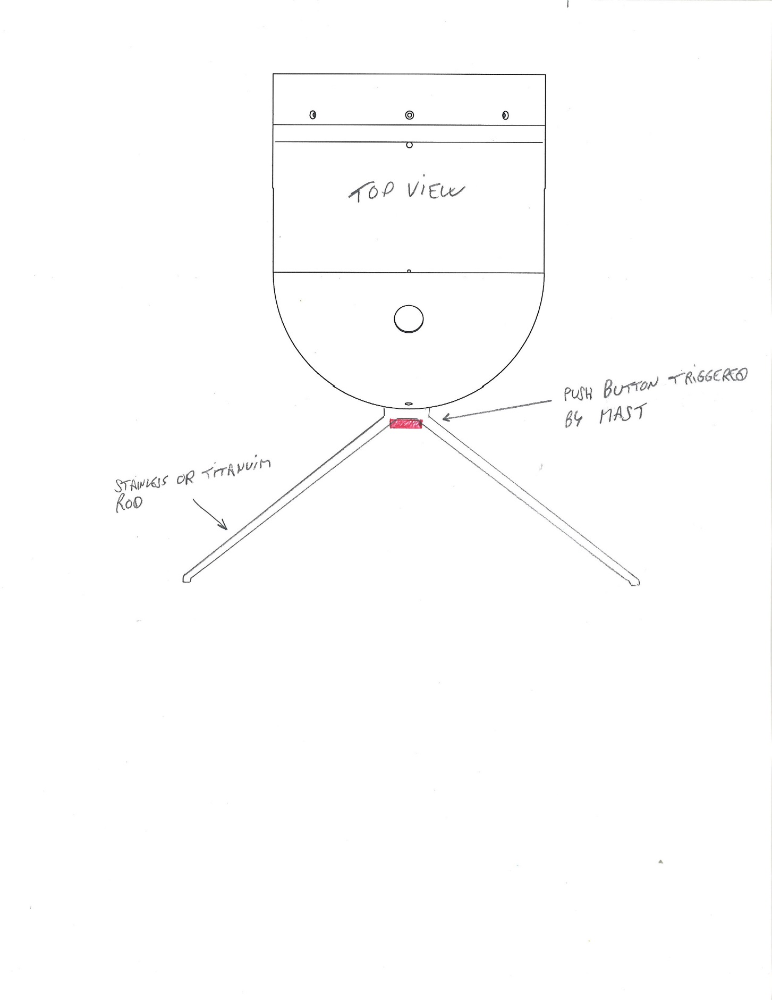 TOP VIEW
PUSH BUTTON TRIGGERED
BY MAST
STAINLESS OR TITANUIM
ROD